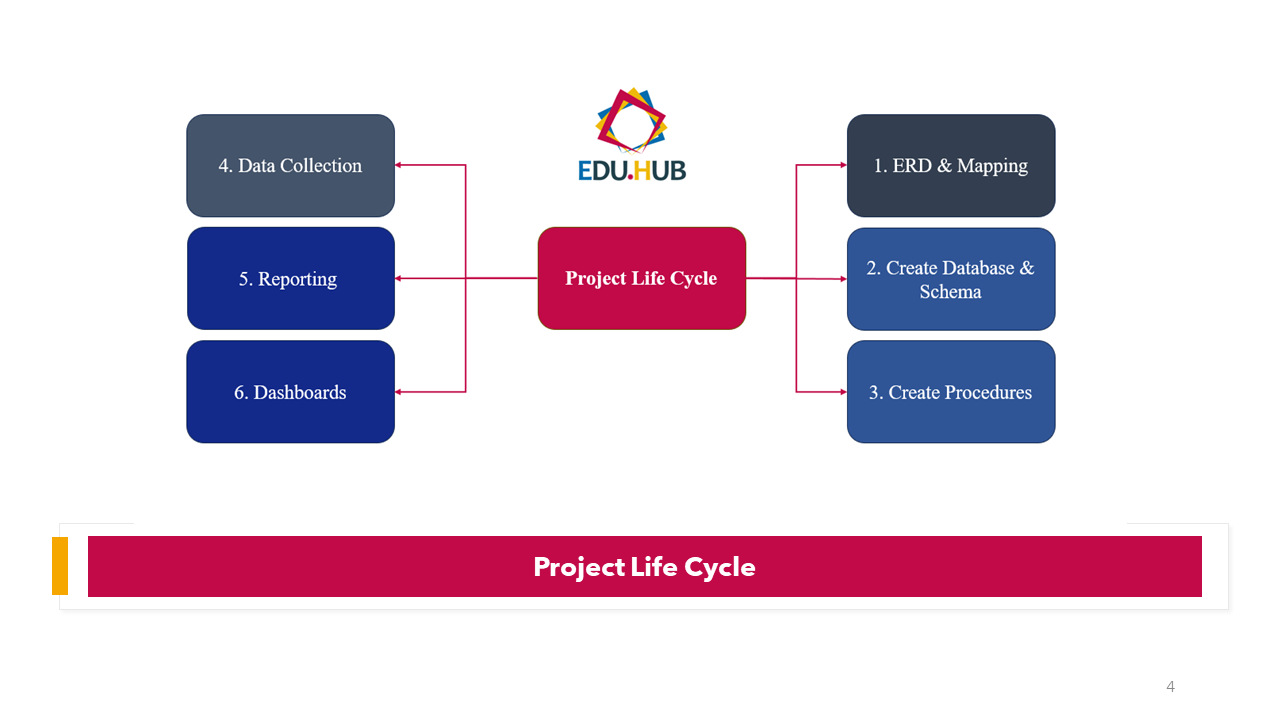 EDU.HUB
4. Data Collection
1. ERD & Mapping
5. Reporting
Project Life Cycle
2. Create Database &
Schema
6. Dashboards
3. Create Procedures
Project Life Cycle
4